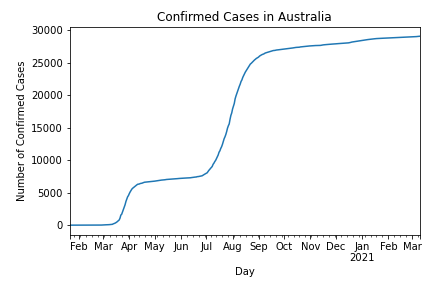 Confirmed Cases in Australia
Number of Confirmed Cases
30000
25000
20000
15000
10000
5000
0
Feb Mar Apr May Jun Jul Aug Sep Oct Nov Dec Jan Feb Mar
2021
Day